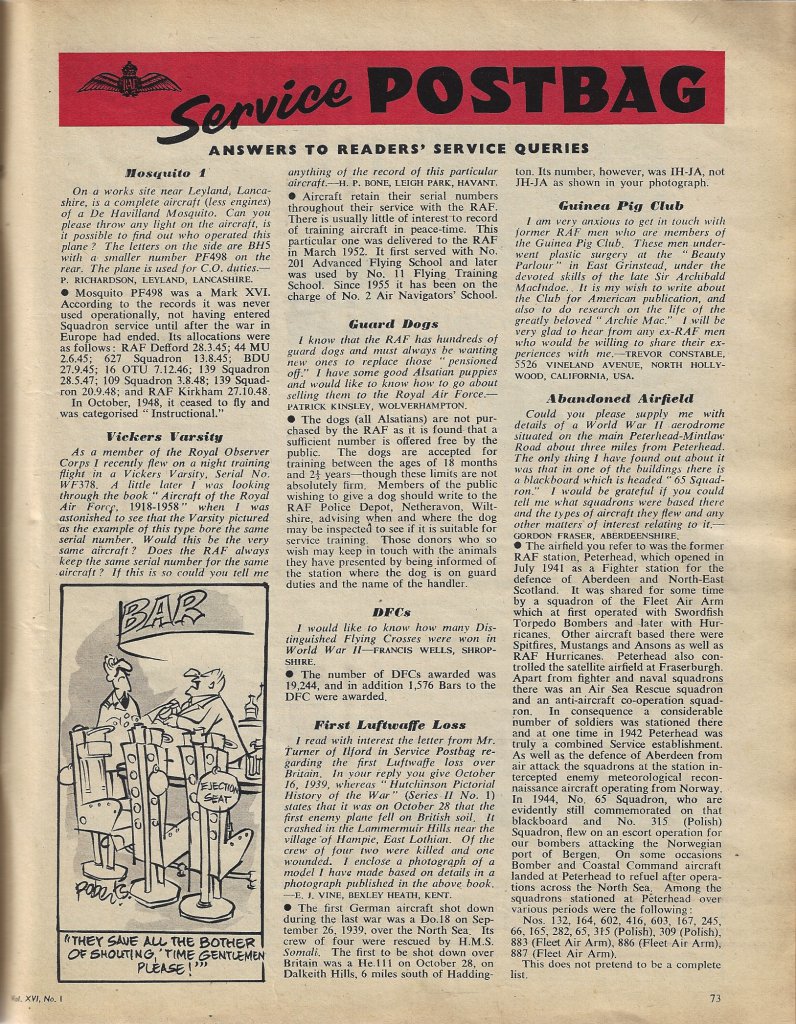 Service POSTBAG
ANSWERS TO READERS' SERVICE QUERIES
Mosquito 1
On a works site near Leyland, Lanca-
shire, is a complete aircraft (less engines)
of a De Havilland Mosquito. Can you
please throw any light on the aircraft, is
it possible to find out who operated this
plane? The letters on the side are BH5
with a smaller number PF498 on the
rear. The plane is used for C.O. duties.—
P. RICHARDSON, LEYLAND, LANCASHIRE.
● Mosquito PF498 was a Mark XVI.
According to the records it was never
used operationally, not having entered
Squadron service until after the war in
Europe had ended. Its allocations were
as follows: RAF Defford 28.3.45; 44 MU
2.6.45; 627 Squadron 13.8.45; BDU
27.9.45; 16 OTU 7.12.46; 139 Squadron
28.5.47; 109 Squadron 3.8.48; 139 Squad-
ron 20.9.48; and RAF Kirkham 27.10.48.
In October, 1948, it ceased to fly and
was categorised "Instructional."
Vickers Varsity
As a member of the Royal Observer
Corps I recently flew on a night training
flight in a Vickers Varsity, Serial No.
WF378. A little later I was looking
through the book "Aircraft of the Royal
Air Force, 1918-1958" when I was
astonished to see that the Varsity pictured
as the example of this type bore the same
serial number. Would this be the very
same aircraft? Does the RAF always
keep the same serial number for the same
aircraft? If this is so could you tell me
BAR
EJECTION
SEAT
"THEY SAVE ALL THE BOTHER
OF SHOUTING, 'TIME GENTLEMEN
PLEASE!'"
anything of the record of this particular
aircraft.—H. P. BONE, LEIGH PARK, HAVANT.
● Aircraft retain their serial numbers
throughout their service with the RAF.
There is usually little of interest to record
of training aircraft in peace-time. This
particular one was delivered to the RAF
in March 1952. It first served with No.
201 Advanced Flying School and later
was used by No. 11 Flying Training
School. Since 1955 it has been on the
charge of No. 2 Air Navigators' School.
Guard Dogs
I know that the RAF has hundreds of
guard dogs and must always be wanting
new ones to replace those "pensioned
off." I have some good Alsatian puppies
and would like to know how to go about
selling them to the Royal Air Force.—
PATRICK KINSLEY, WOLVERHAMPTON.
● The dogs (all Alsatians) are not pur-
chased by the RAF as it is found that a
sufficient number is offered free by the
public. The dogs are accepted for
training between the ages of 18 months
and 2½ years—though these limits are not
absolutely firm. Members of the public
wishing to give a dog should write to the
RAF Police Depot, Netheravon, Wilt-
shire, advising when and where the dog
may be inspected to see if it is suitable for
service training. Those donors who so
wish may keep in touch with the animals
they have presented by being informed of
the station where the dog is on guard
duties and the name of the handler.
DFCs
I would like to know how many Dis-
tinguished Flying Crosses were won in
World War II—FRANCIS WELLS, SHROP-
SHIRE.
● The number of DFCs awarded was
19,244, and in addition 1,576 Bars to the
DFC were awarded.
First Luftwaffe Loss
I read with interest the letter from Mr.
Turner of Ilford in Service Postbag re-
garding the first Luftwaffe loss over
Britain. In your reply you give October
16, 1939, whereas "Hutchinson Pictorial
History of the War" (Series II No. 1)
states that it was on October 28 that the
first enemy plane fell on British soil. It
crashed in the Lammermuir Hills near the
village of Hampie, East Lothian. Of the
crew of four two were killed and one
wounded. I enclose a photograph of a
model I have made based on details in a
photograph published in the above book.
—E. J. VINE, BEXLEY HEATH, KENT.
● The first German aircraft shot down
during the last war was a Do.18 on Sep-
tember 26, 1939, over the North Sea. Its
crew of four were rescued by H.M.S.
Somali. The first to be shot down over
Britain was a He.111 on October 28, on
Dalkeith Hills, 6 miles south of Hadding-
ton. Its number, however, was IH-JA, not
JH-JA as shown in your photograph.
Guinea Pig Club
I am very anxious to get in touch with
former RAF men who are members of
the Guinea Pig Club. These men under-
went plastic surgery at the "Beauty
Parlour" in East Grinstead, under the
devoted skills of the late Sir Archibald
MacIndoe. It is my wish to write about
the Club for American publication, and
also to do research on the life of the
greatly beloved "Archie Mac." I will be
very glad to hear from any ex-RAF men
who would be willing to share their ex-
periences with me.—TREVOR CONSTABLE,
5526 VINELAND AVENUE, NORTH HOLLY-
WOOD, CALIFORNIA, USA.
Abandoned Airfield
Could you please supply me with
details of a World War II aerodrome
situated on the main Peterhead-Mintlaw
Road about three miles from Peterhead.
The only thing I have found out about it
was that in one of the buildings there is
a blackboard which is headed "65 Squad-
ron." I would be grateful if you could
tell me what squadrons were based there
and the types of aircraft they flew and any
other matters of interest relating to it.—
GORDON FRASER, ABERDEENSHIRE.
● The airfield you refer to was the former
RAF station, Peterhead, which opened in
July 1941 as a Fighter station for the
defence of Aberdeen and North-East
Scotland. It was shared for some time
by a squadron of the Fleet Air Arm
which at first operated with Swordfish
Torpedo Bombers and later with Hur-
ricanes. Other aircraft based there were
Spitfires, Mustangs and Ansons as well as
RAF Hurricanes. Peterhead also con-
trolled the satellite airfield at Fraserburgh.
Apart from fighter and naval squadrons
there was an Air Sea Rescue squadron
and an anti-aircraft co-operation squad-
ron. In consequence a considerable
number of soldiers was stationed there
and at one time in 1942 Peterhead was
truly a combined Service establishment.
As well as the defence of Aberdeen from
air attack the squadrons at the station in-
tercepted enemy meteorological recon-
naissance aircraft operating from Norway.
In 1944, No. 65 Squadron, who are
evidently still commemorated on that
blackboard and No. 315 (Polish)
Squadron, flew on an escort operation for
our bombers attacking the Norwegian
port of Bergen. On some occasions
Bomber and Coastal Command aircraft
landed at Peterhead to refuel after opera-
tions across the North Sea. Among the
squadrons stationed at Peterhead over
various periods were the following:
Nos. 132, 164, 602, 416, 603, 167, 245,
66, 165, 282, 65, 315 (Polish), 309 (Polish),
883 (Fleet Air Arm), 886 (Fleet Air Arm),
887 (Fleet Air Arm).
This does not pretend to be a complete
list.
Vol. XVI, No. 1
73